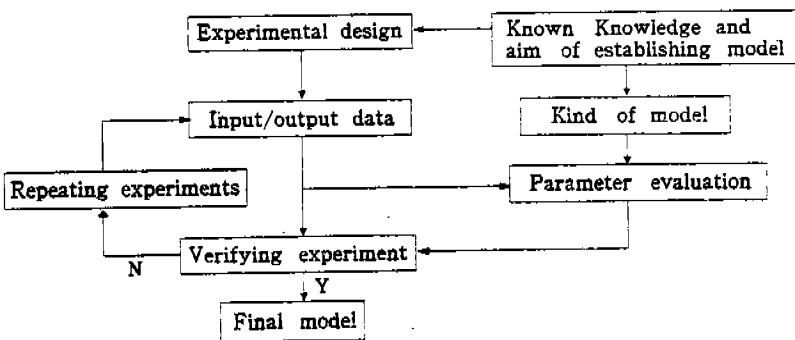 Experimental design
Known Knowledge and
aim of establishing model
Input/output data
Kind of model
Repeating experiments
Parameter evaluation
Verifying experiment
N
Y
Final model